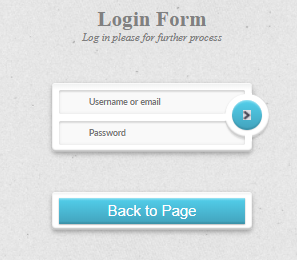 Login Form
Log in please for further process
Username or email
Password
Back to Page